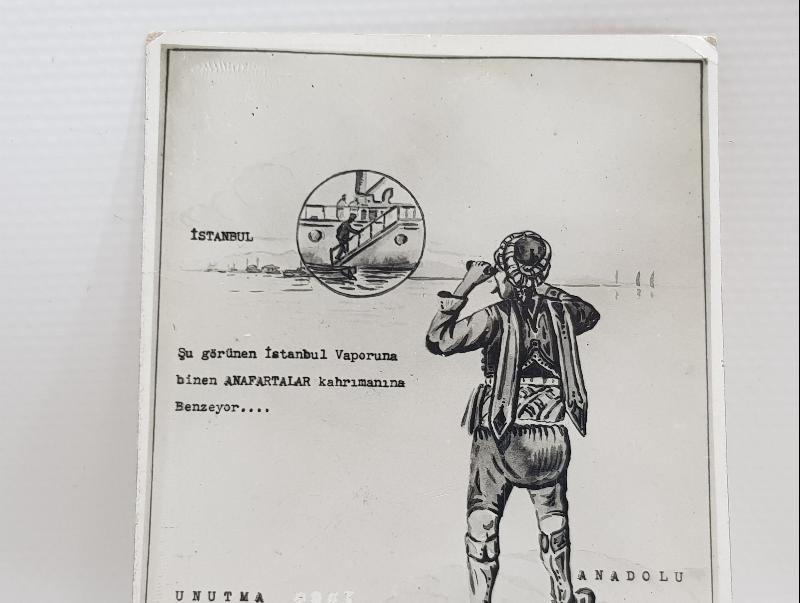 İSTANBUL
Şu görünen İstanbul Vaporuna
binen ANAFARTALAR kahrımanına
Benzeyor....
ANADOLU
UNUTMA